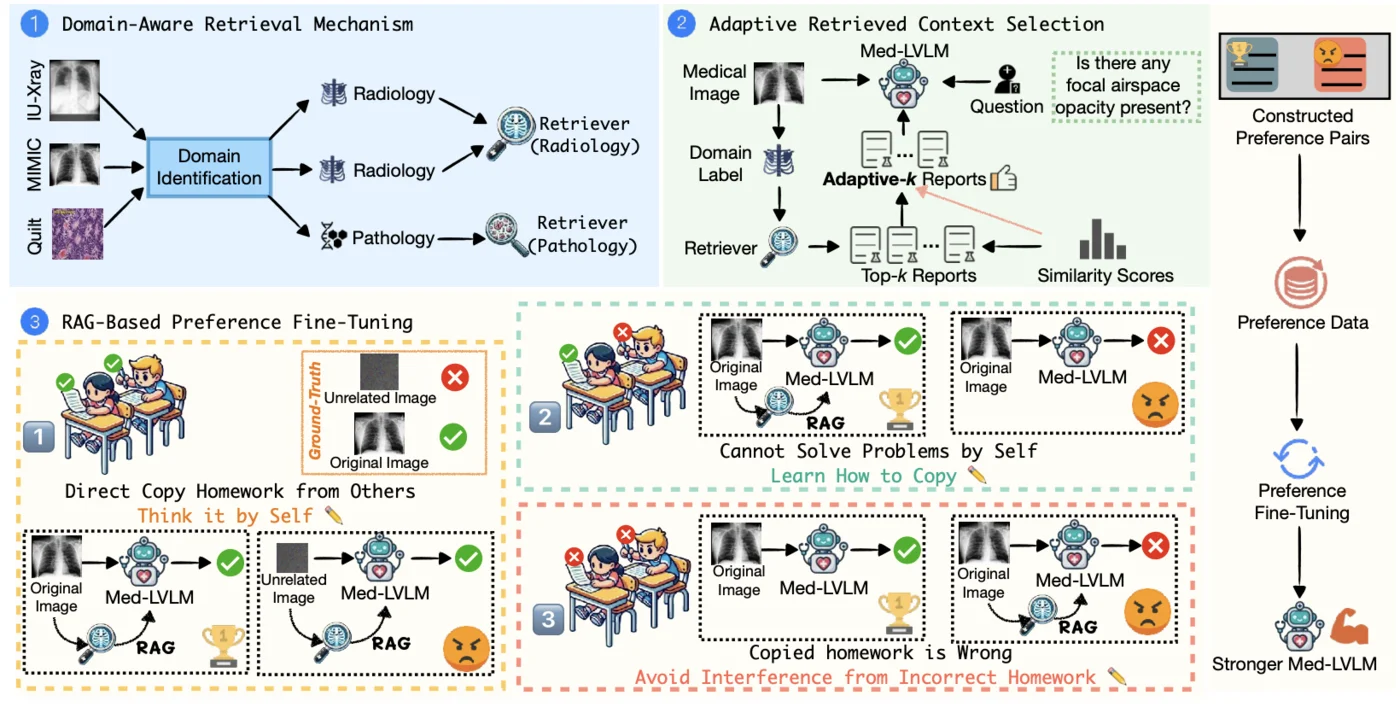 1 Domain-Aware Retrieval Mechanism
IU-Xray
MIMIC
Quilt
Domain
Identification
Radiology
Radiology
Pathology
Retriever
(Radiology)
Retriever
(Pathology)
2 Adaptive Retrieved Context Selection
Medical
Image
Med-LVLM
Question
Is there any
focal airspace
opacity present?
Domain
Label
...
Adaptive-k Reports
Retriever
...
Top-k Reports
Similarity Scores
3 RAG-Based Preference Fine-Tuning
1
Ground-Truth
Unrelated Image
Original Image
Direct Copy Homework from Others
Think it by Self
Original
Image
Med-LVLM
RAG
1
Unrelated
Image
Med-LVLM
RAG
2
Original
Image
Med-LVLM
RAG
1
Original
Image
Med-LVLM
Cannot Solve Problems by Self
Learn How to Copy
3
Original
Image
Med-LVLM
1
Original
Image
Med-LVLM
RAG
Copied homework is Wrong
Avoid Interference from Incorrect Homework
Constructed
Preference Pairs
Preference Data
Preference
Fine-Tuning
Stronger Med-LVLM